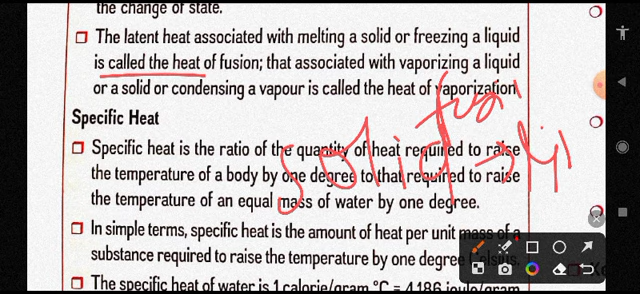 the change of state.
The latent heat associated with melting a solid or freezing a liquid
is called the heat of fusion; that associated with vaporizing a liquid
or a solid or condensing a vapour is called the heat of vaporization
Specific Heat
Specific heat is the ratio of the quantity of heat required to raise
the temperature of a body by one degree to that required to raise
the temperature of an equal mass of water by one degree.
In simple terms, specific heat is the amount of heat per unit mass of a
substance required to raise the temperature by one degree Celsius.
The specific heat of water is 1 calorie/gram °C = 4.186 joule/gram
solid